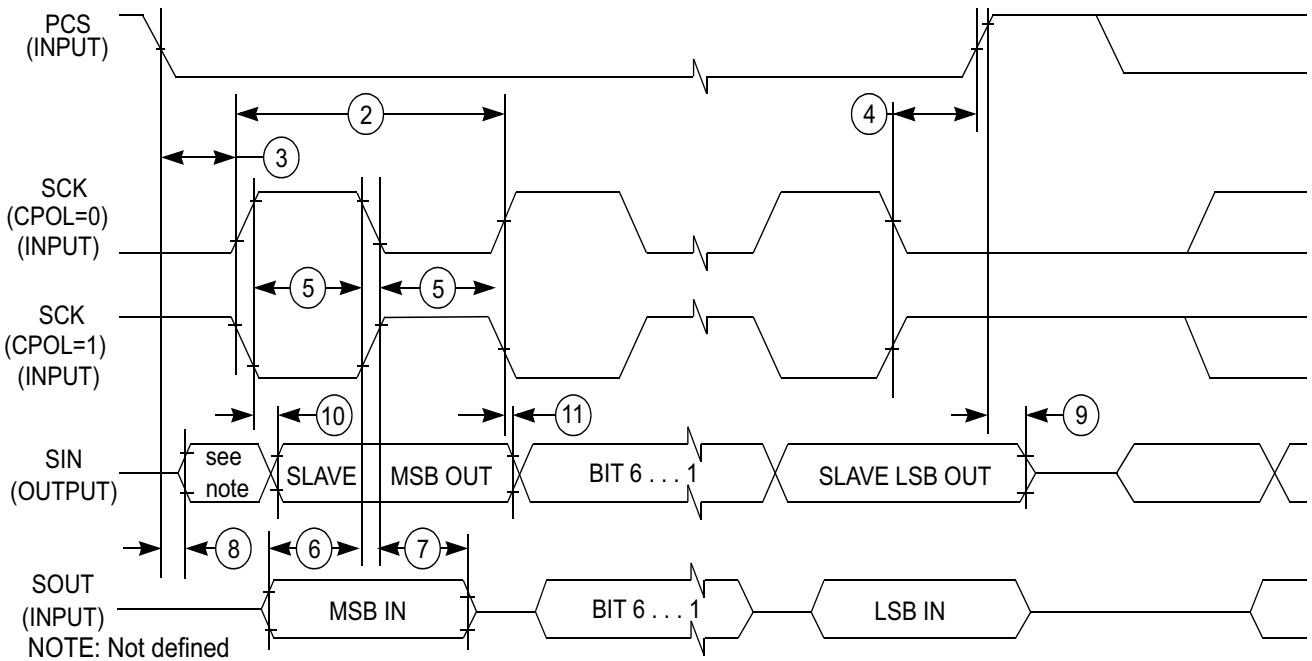 PCS
(INPUT)
2
4
3
SCK
(CPOL=0)
(INPUT)
5
5
SCK
(CPOL=1)
(INPUT)
10
11
9
SIN
(OUTPUT)
see
note
SLAVE
MSB OUT
BIT 6 . . . 1
SLAVE LSB OUT
8
6
7
SOUT
(INPUT)
MSB IN
BIT 6 . . . 1
LSB IN
NOTE: Not defined